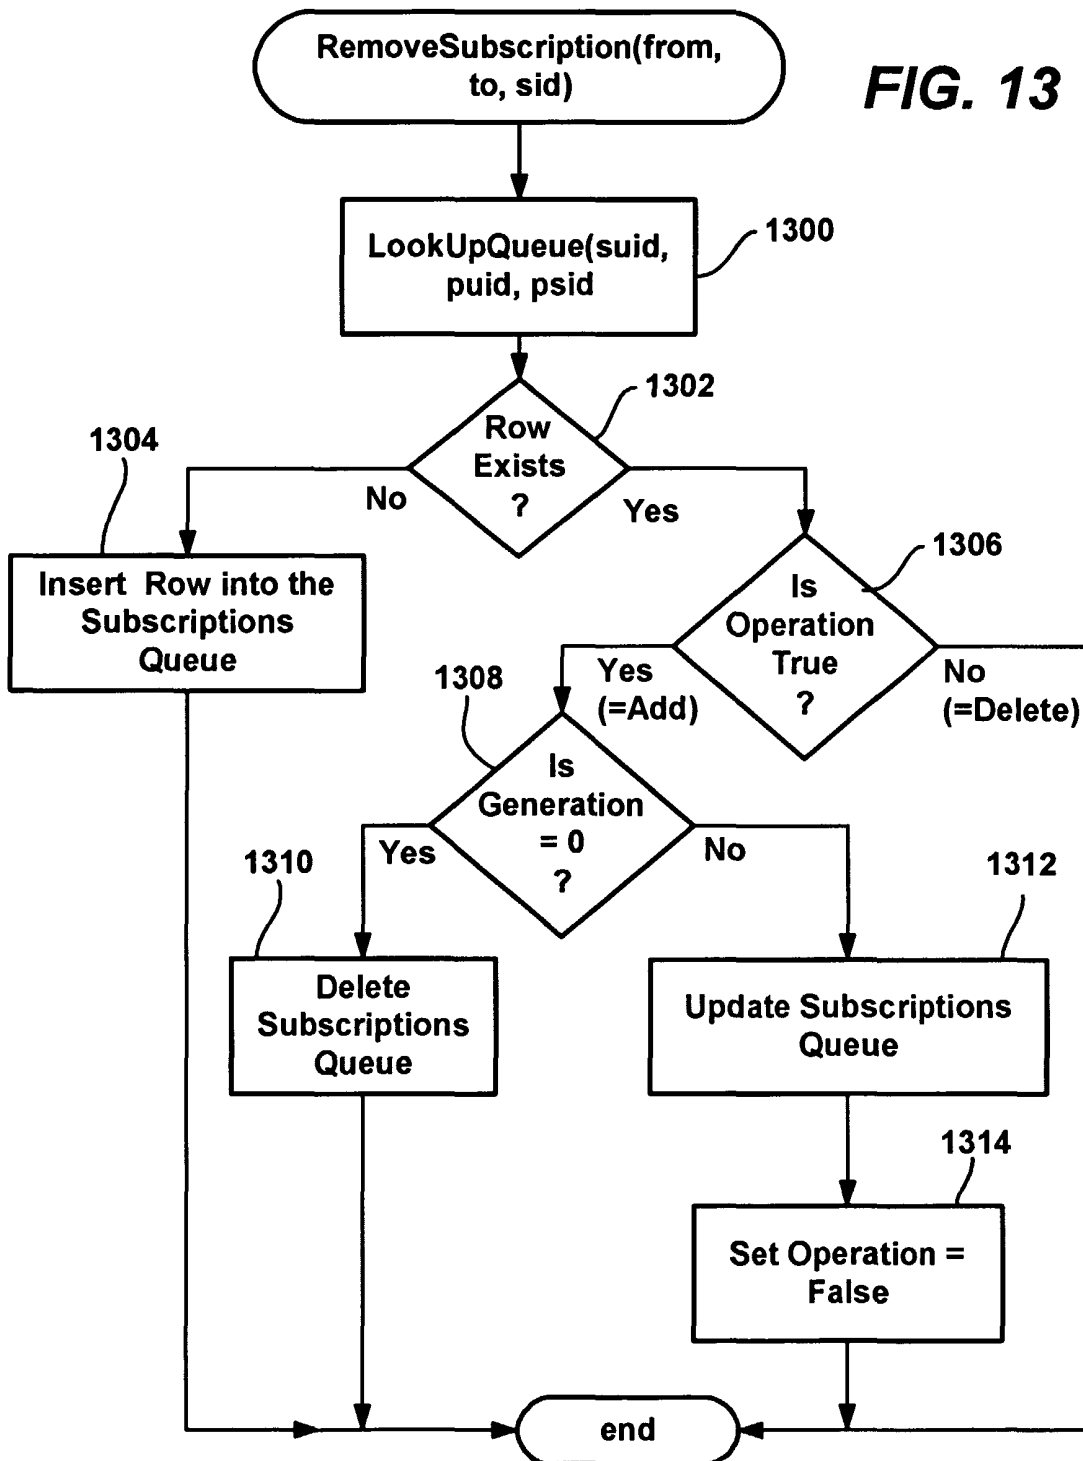 RemoveSubscription(from,
to, sid)
FIG. 13
LookUpQueue(suid,
puid, psid
1300
Row
Exists
?
1302
No
Yes
1304
Insert Row into the
Subscriptions
Queue
Is
Operation
True
?
1306
Yes
(=Add)
No
(=Delete)
1308
Is
Generation
= 0
?
Yes
No
1310
Delete
Subscriptions
Queue
1312
Update Subscriptions
Queue
1314
Set Operation =
False
end